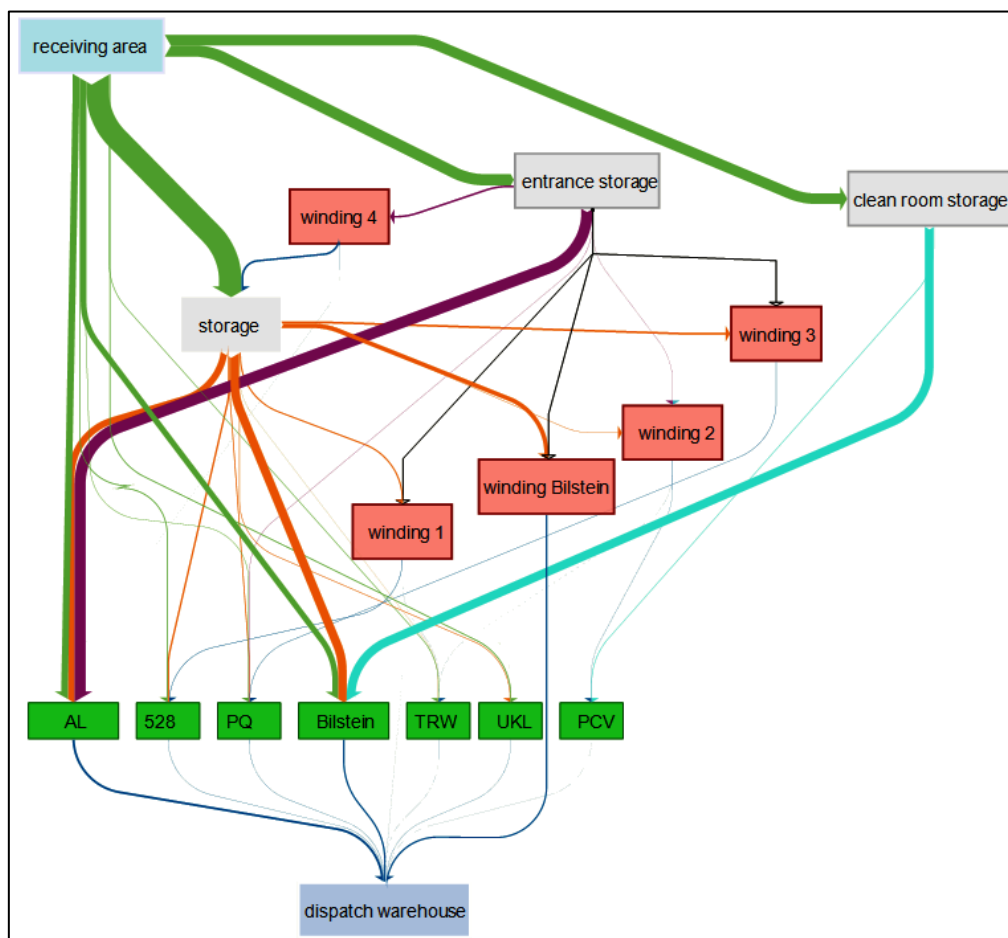 receiving area
entrance storage
clean room storage
winding 4
storage
winding 3
winding 2
winding Bilstein
winding 1
AL
528
PQ
Bilstein
TRW
UKL
PCV
dispatch warehouse